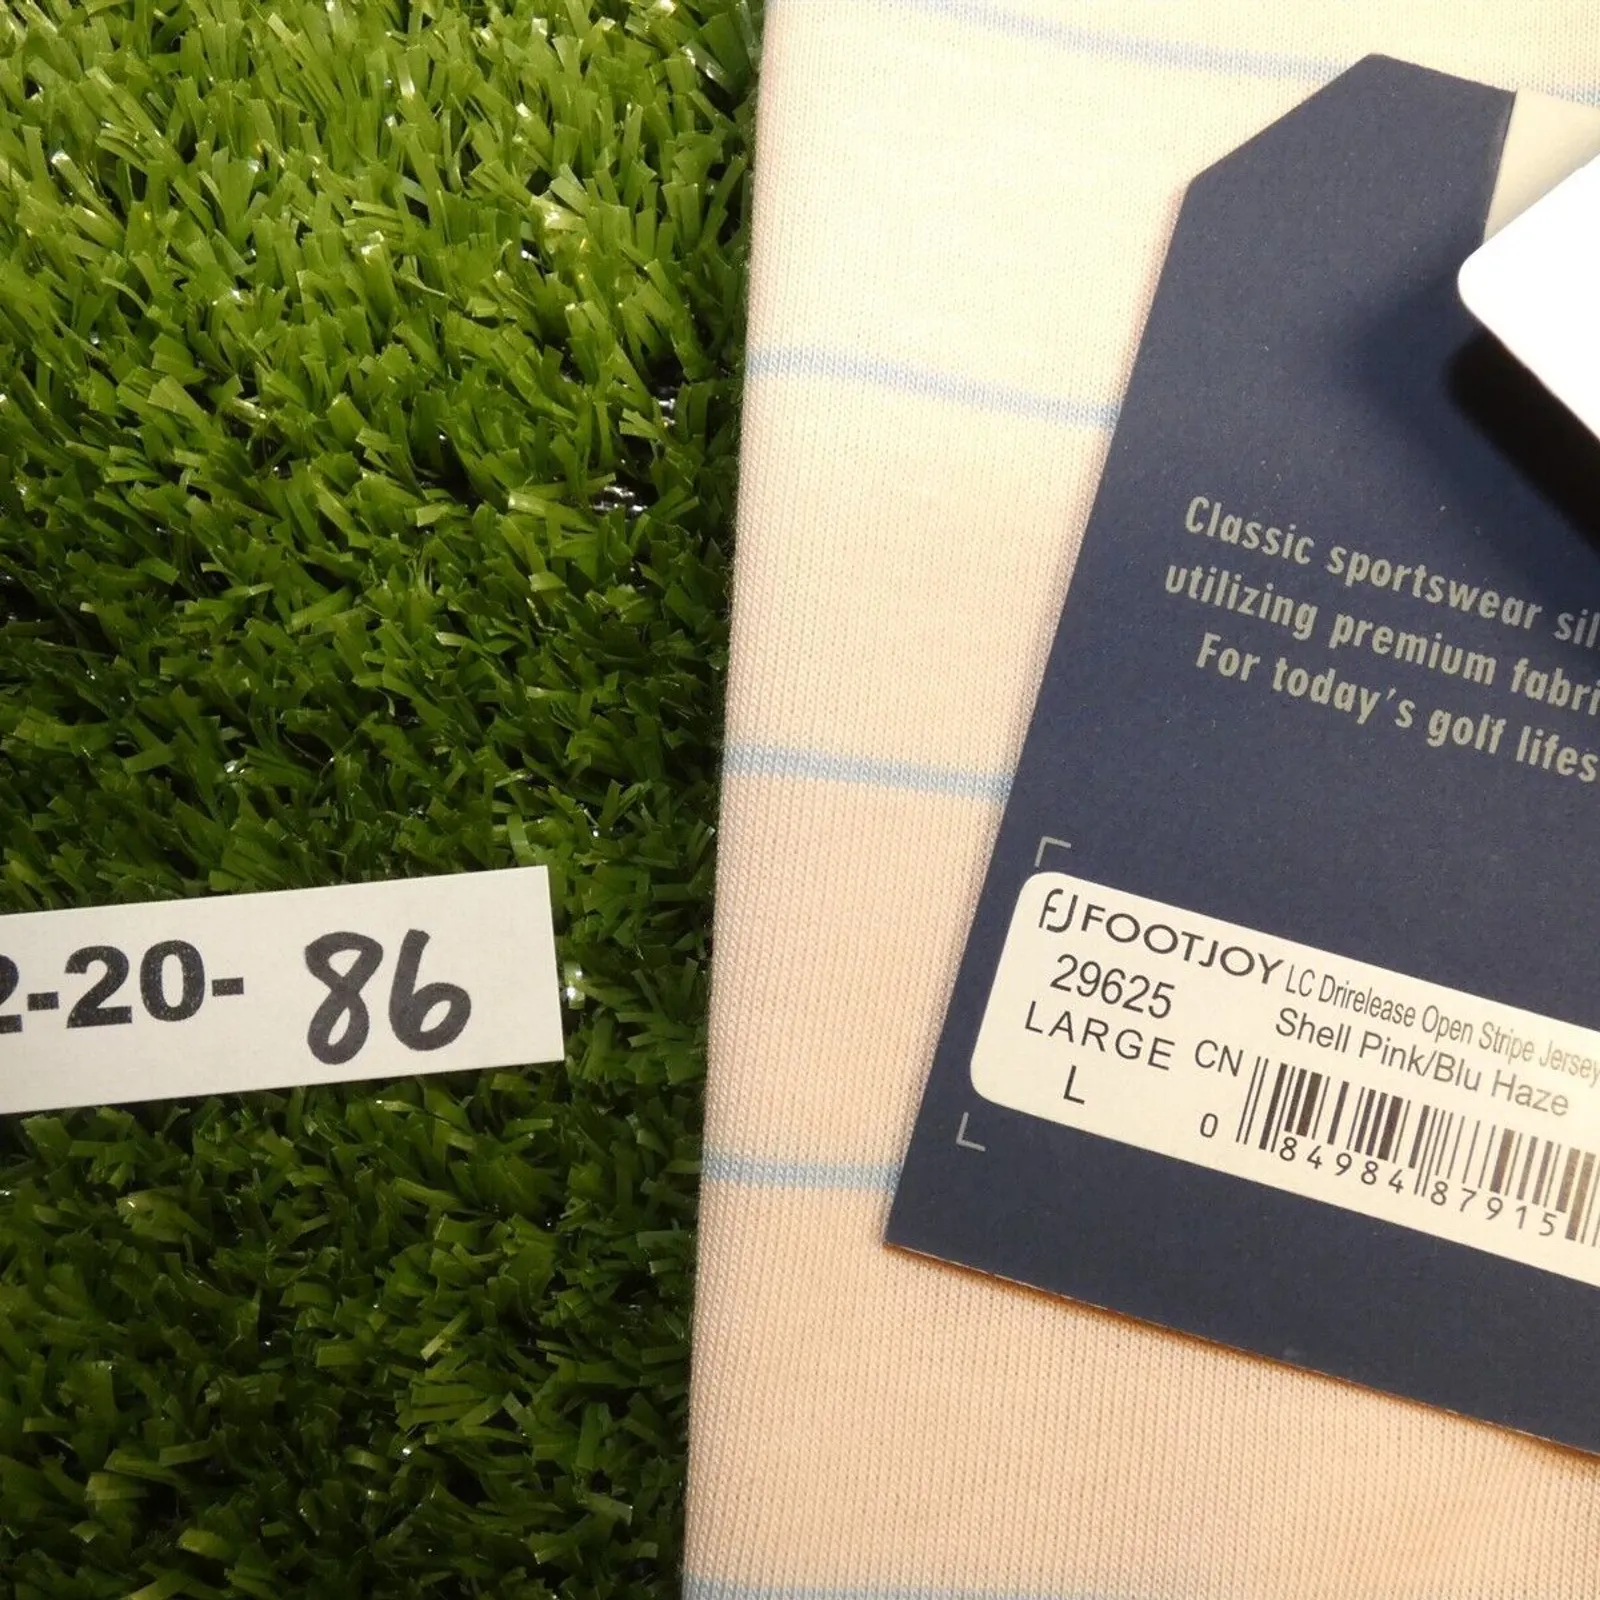 Classic sportswear sil
utilizing premium fabri
For today's golf lifes
FJ FOOTJOY LC Drirelease Open Stripe Jersey
29625 Shell Pink/Blu Haze
LARGE CN
L
0 84984 87915
2-20- 86